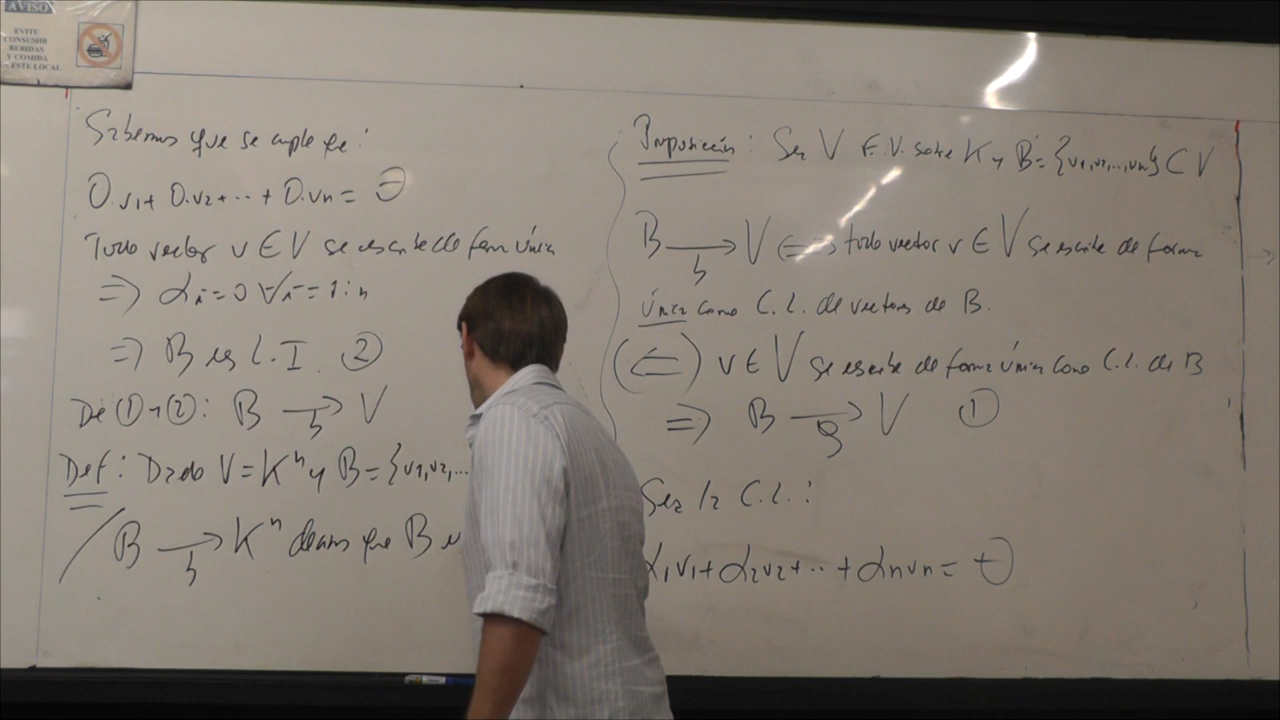 AVISO
EVITE
CONSUMIR
BEBIDAS
Y COMIDA
ESTE LOCAL
Sabemos que se cumple que:
0.v1+ 0.v2+...+ 0.vn= Θ
Todo vector v ∈ V se escribe de forma única
=> αi=0 ∀i=1:n
=> B es L.I. ②
De ① y ②: B →b V
Def: Dado V=Kⁿ y B={v1,v2,...
/ B →b Kⁿ decimos que B es
Proposición: Sea V E.V. sobre K y B={v1,v2,...,vn} ⊂ V
B →b V <=> todo vector v ∈ V se escribe de forma
única como C.L. de vectores de B.
(<=) v ∈ V se escribe de forma única como C.L. de B
=> B →g V ①
Sea la C.L.:
α1v1+α2v2+...+αnvn= Θ